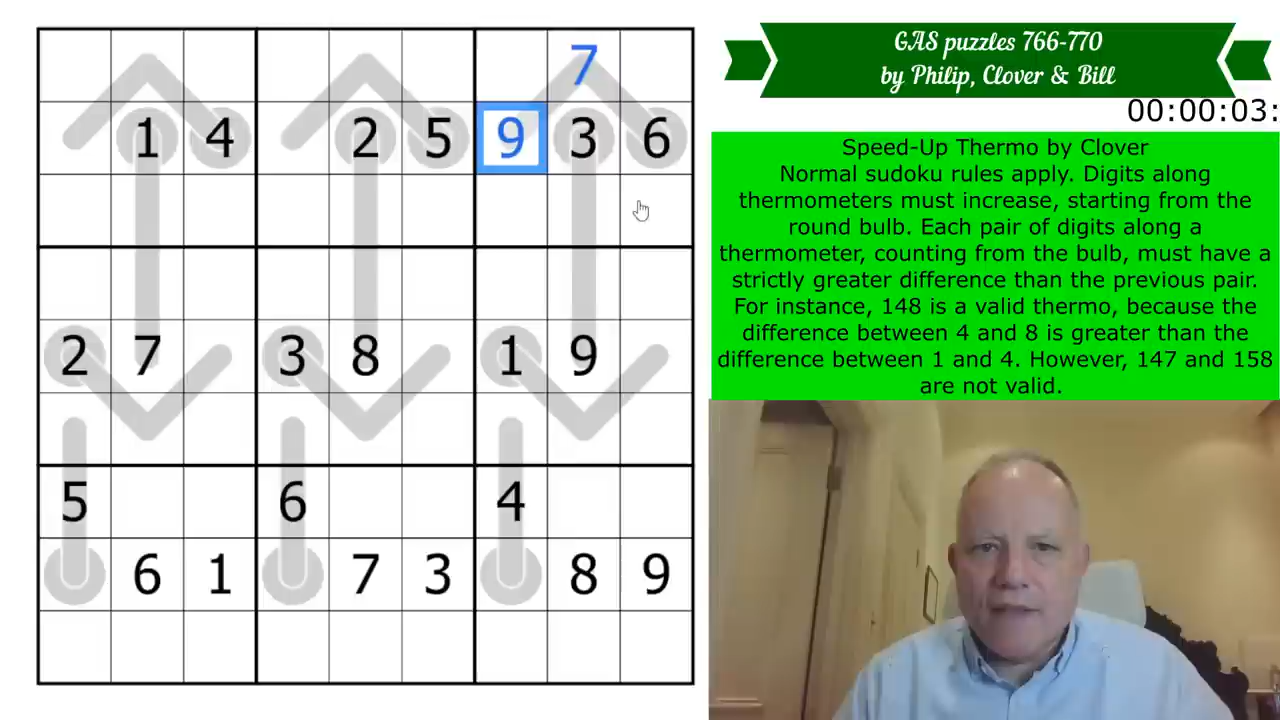 GAS puzzles 766-770
by Philip, Clover & Bill
00:00:03:
Speed-Up Thermo by Clover
Normal sudoku rules apply. Digits along
thermometers must increase, starting from the
round bulb. Each pair of digits along a
thermometer, counting from the bulb, must have a
strictly greater difference than the previous pair.
For instance, 148 is a valid thermo, because the
difference between 4 and 8 is greater than the
difference between 1 and 4. However, 147 and 158
are not valid.
7
1 4 2 5 9 3 6
2 7 3 8 1 9
5 6 4
6 1 7 3 8 9